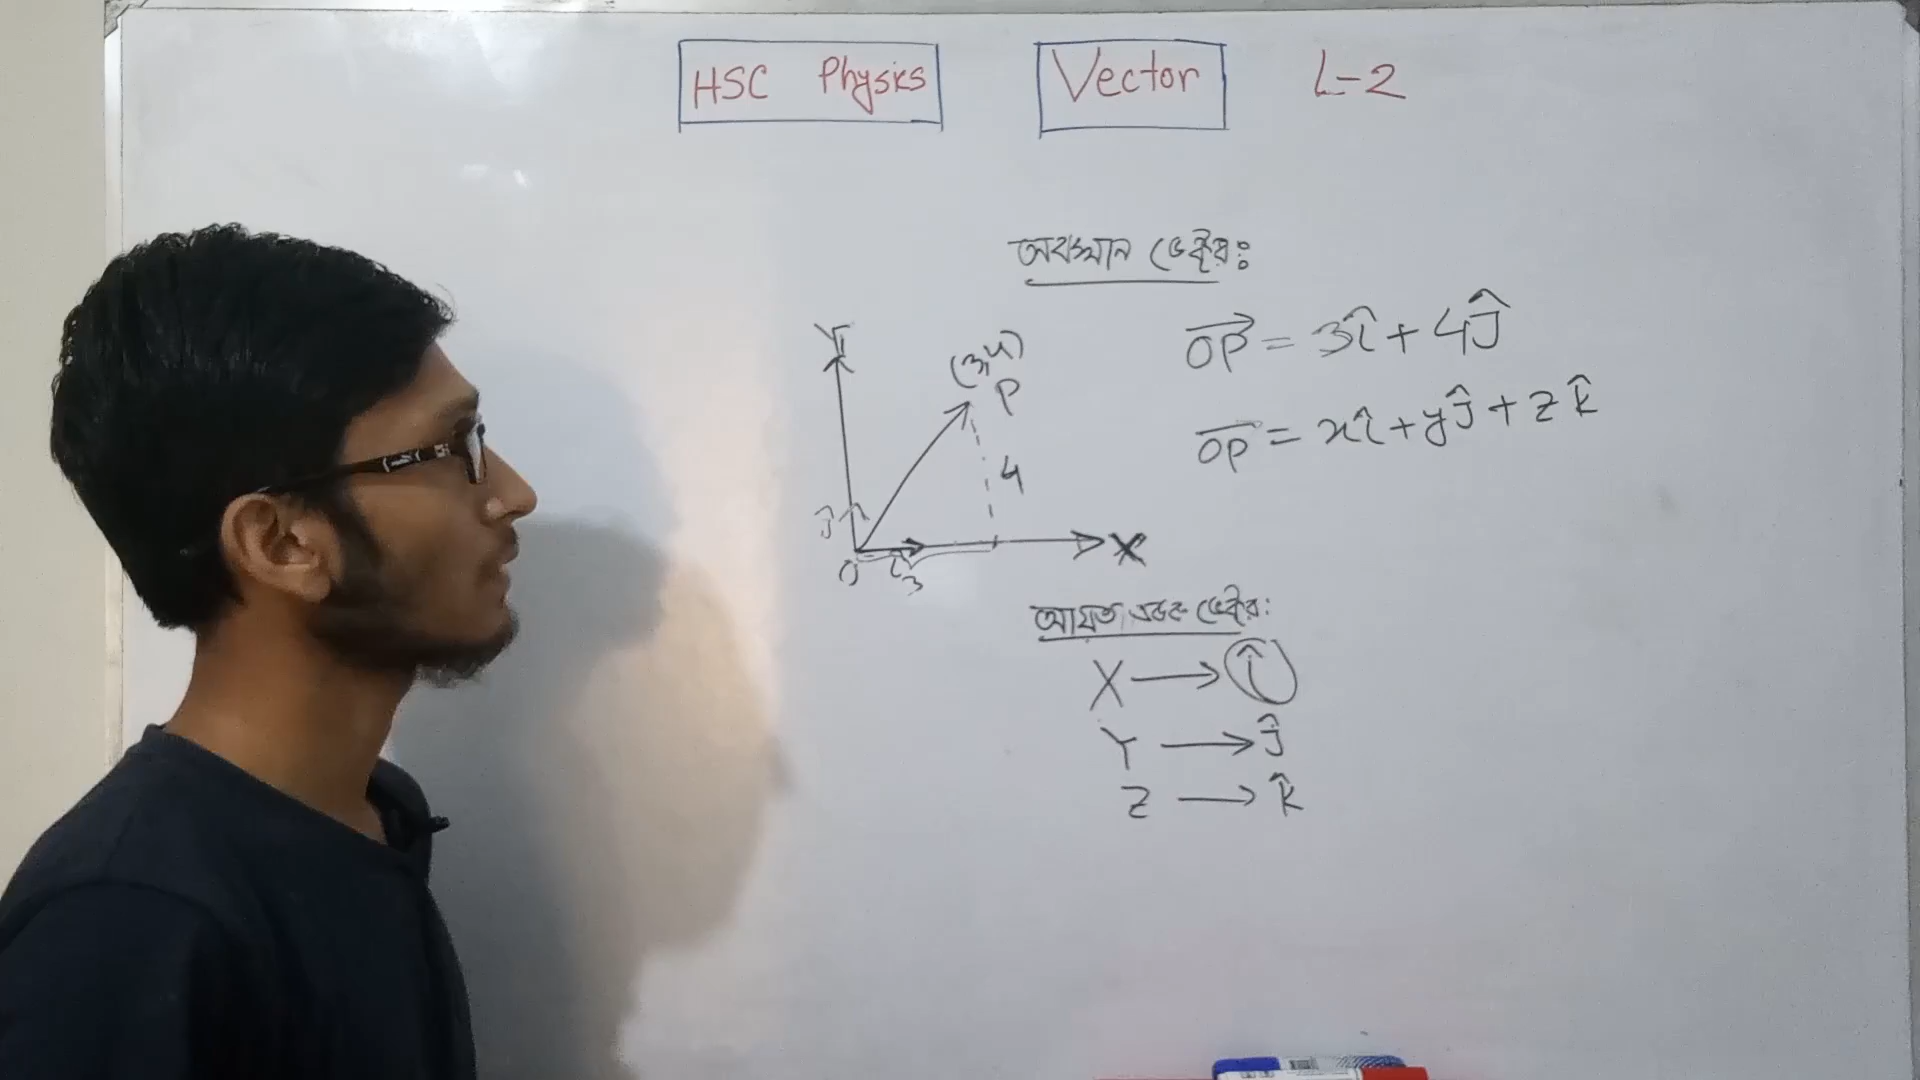 HSC Physics Vector L-2
অবস্থান ভেক্টর:
Y
(3,4)
P
4
ĵ
O
î
3
X
OP⃗ = 3î + 4ĵ
OP⃗ = xî + yĵ + zk̂
আয়ত একক ভেক্টর:
X → î
Y → ĵ
Z → k̂